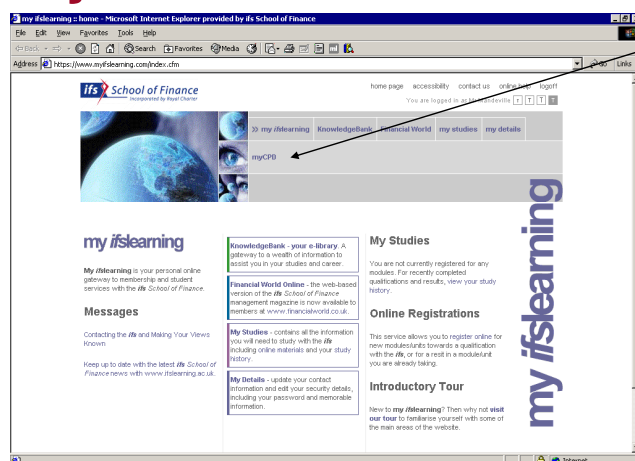 my ifslearning :: home - Microsoft Internet Explorer provided by ifs School of Finance
File Edit View Favorites Tools Help
Back Search Favorites Media
Address https://www.myifslearning.com/index.cfm Go Links
ifs School of Finance
Incorporated by Royal Charter
home page accessibility contact us online help logoff
You are logged in as Mr Mandeville T T T T
» my ifslearning KnowledgeBank Financial World my studies my details
myCPD
my ifslearning
My ifslearning is your personal online
gateway to membership and student
services with the ifs School of Finance.
Messages
Contacting the ifs and Making Your Views
Known
Keep up to date with the latest ifs School of
Finance news with www.ifslearning.ac.uk.
KnowledgeBank - your e-library. A
gateway to a wealth of information to
assist you in your studies and career.
Financial World Online - the web-based
version of the ifs School of Finance
management magazine is now available to
members at www.financialworld.co.uk.
My Studies - contains all the information
you will need to study with the ifs
including online materials and your study
history.
My Details - update your contact
information and edit your security details,
including your password and memorable
information.
My Studies
You are not currently registered for any
modules. For recently completed
qualifications and results, view your study
history.
Online Registrations
This service allows you to register online for
new modules/units towards a qualification
with the ifs, or for a resit in a module/unit
you are already taking.
Introductory Tour
New to my ifslearning? Then why not visit
our tour to familiarise yourself with some of
the main areas of the website.
my ifslearning
Internet